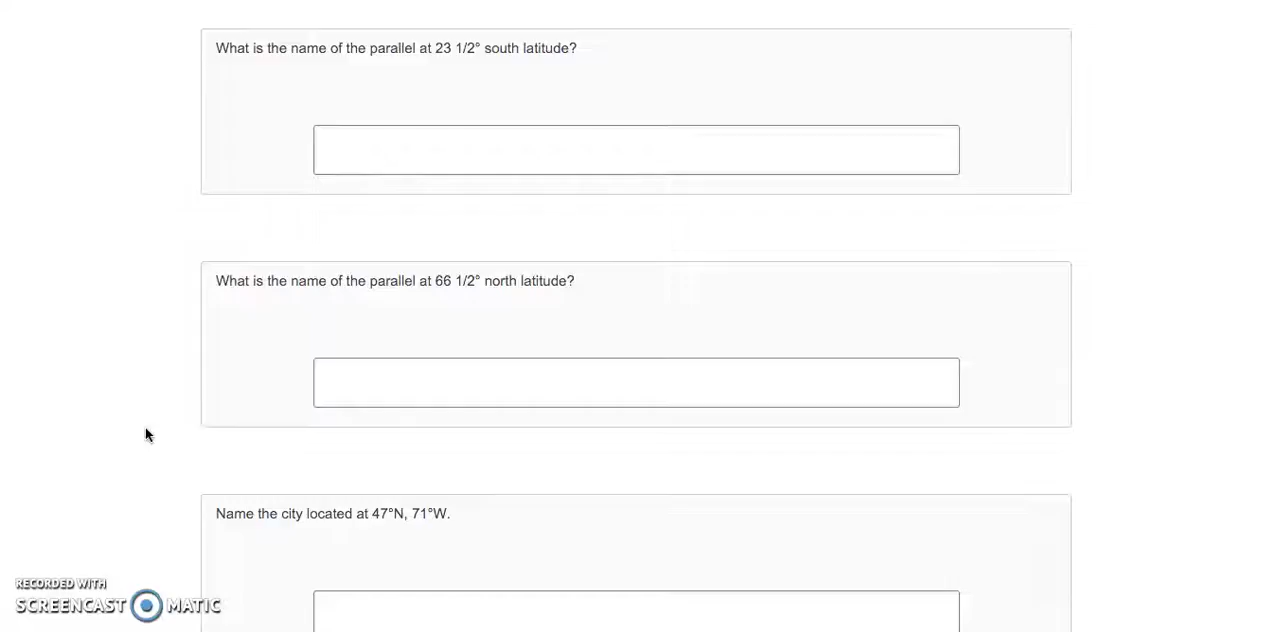 What is the name of the parallel at 23 1/2° south latitude?
What is the name of the parallel at 66 1/2° north latitude?
Name the city located at 47°N, 71°W.
RECORDED WITH
SCREENCAST MATIC